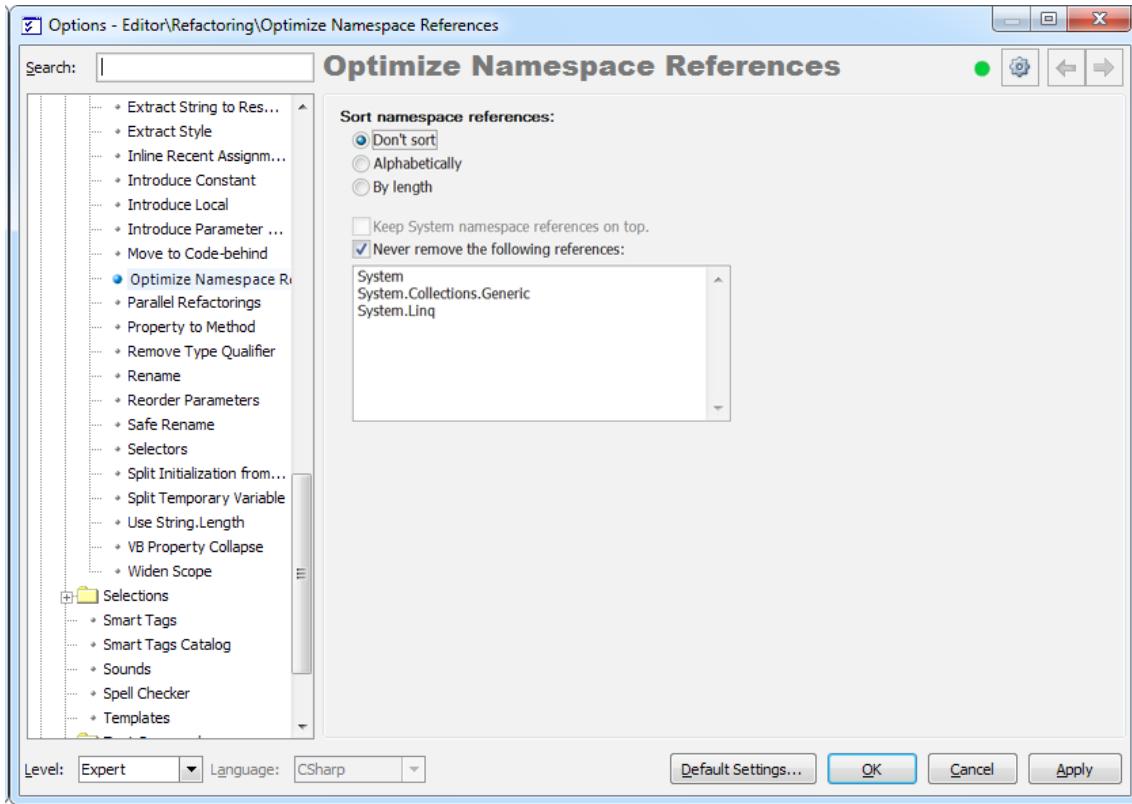 Options - Editor\Refactoring\Optimize Namespace References
Search:
Optimize Namespace References
Extract String to Res...
Extract Style
Inline Recent Assignm...
Introduce Constant
Introduce Local
Introduce Parameter ...
Move to Code-behind
Optimize Namespace R
Parallel Refactorings
Property to Method
Remove Type Qualifier
Rename
Reorder Parameters
Safe Rename
Selectors
Split Initialization from...
Split Temporary Variable
Use String.Length
VB Property Collapse
Widen Scope
Selections
Smart Tags
Smart Tags Catalog
Sounds
Spell Checker
Templates
Sort namespace references:
Don't sort
Alphabetically
By length
Keep System namespace references on top.
Never remove the following references:
System
System.Collections.Generic
System.Linq
Level: Expert Language: CSharp Default Settings... OK Cancel Apply